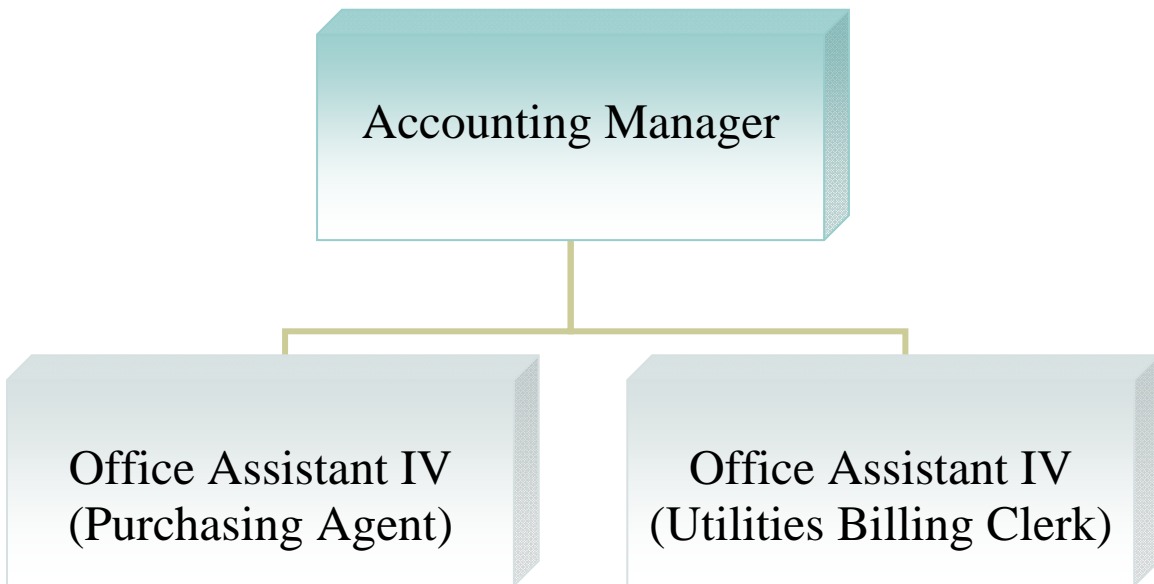 Accounting Manager
Office Assistant IV
(Purchasing Agent)
Office Assistant IV
(Utilities Billing Clerk)